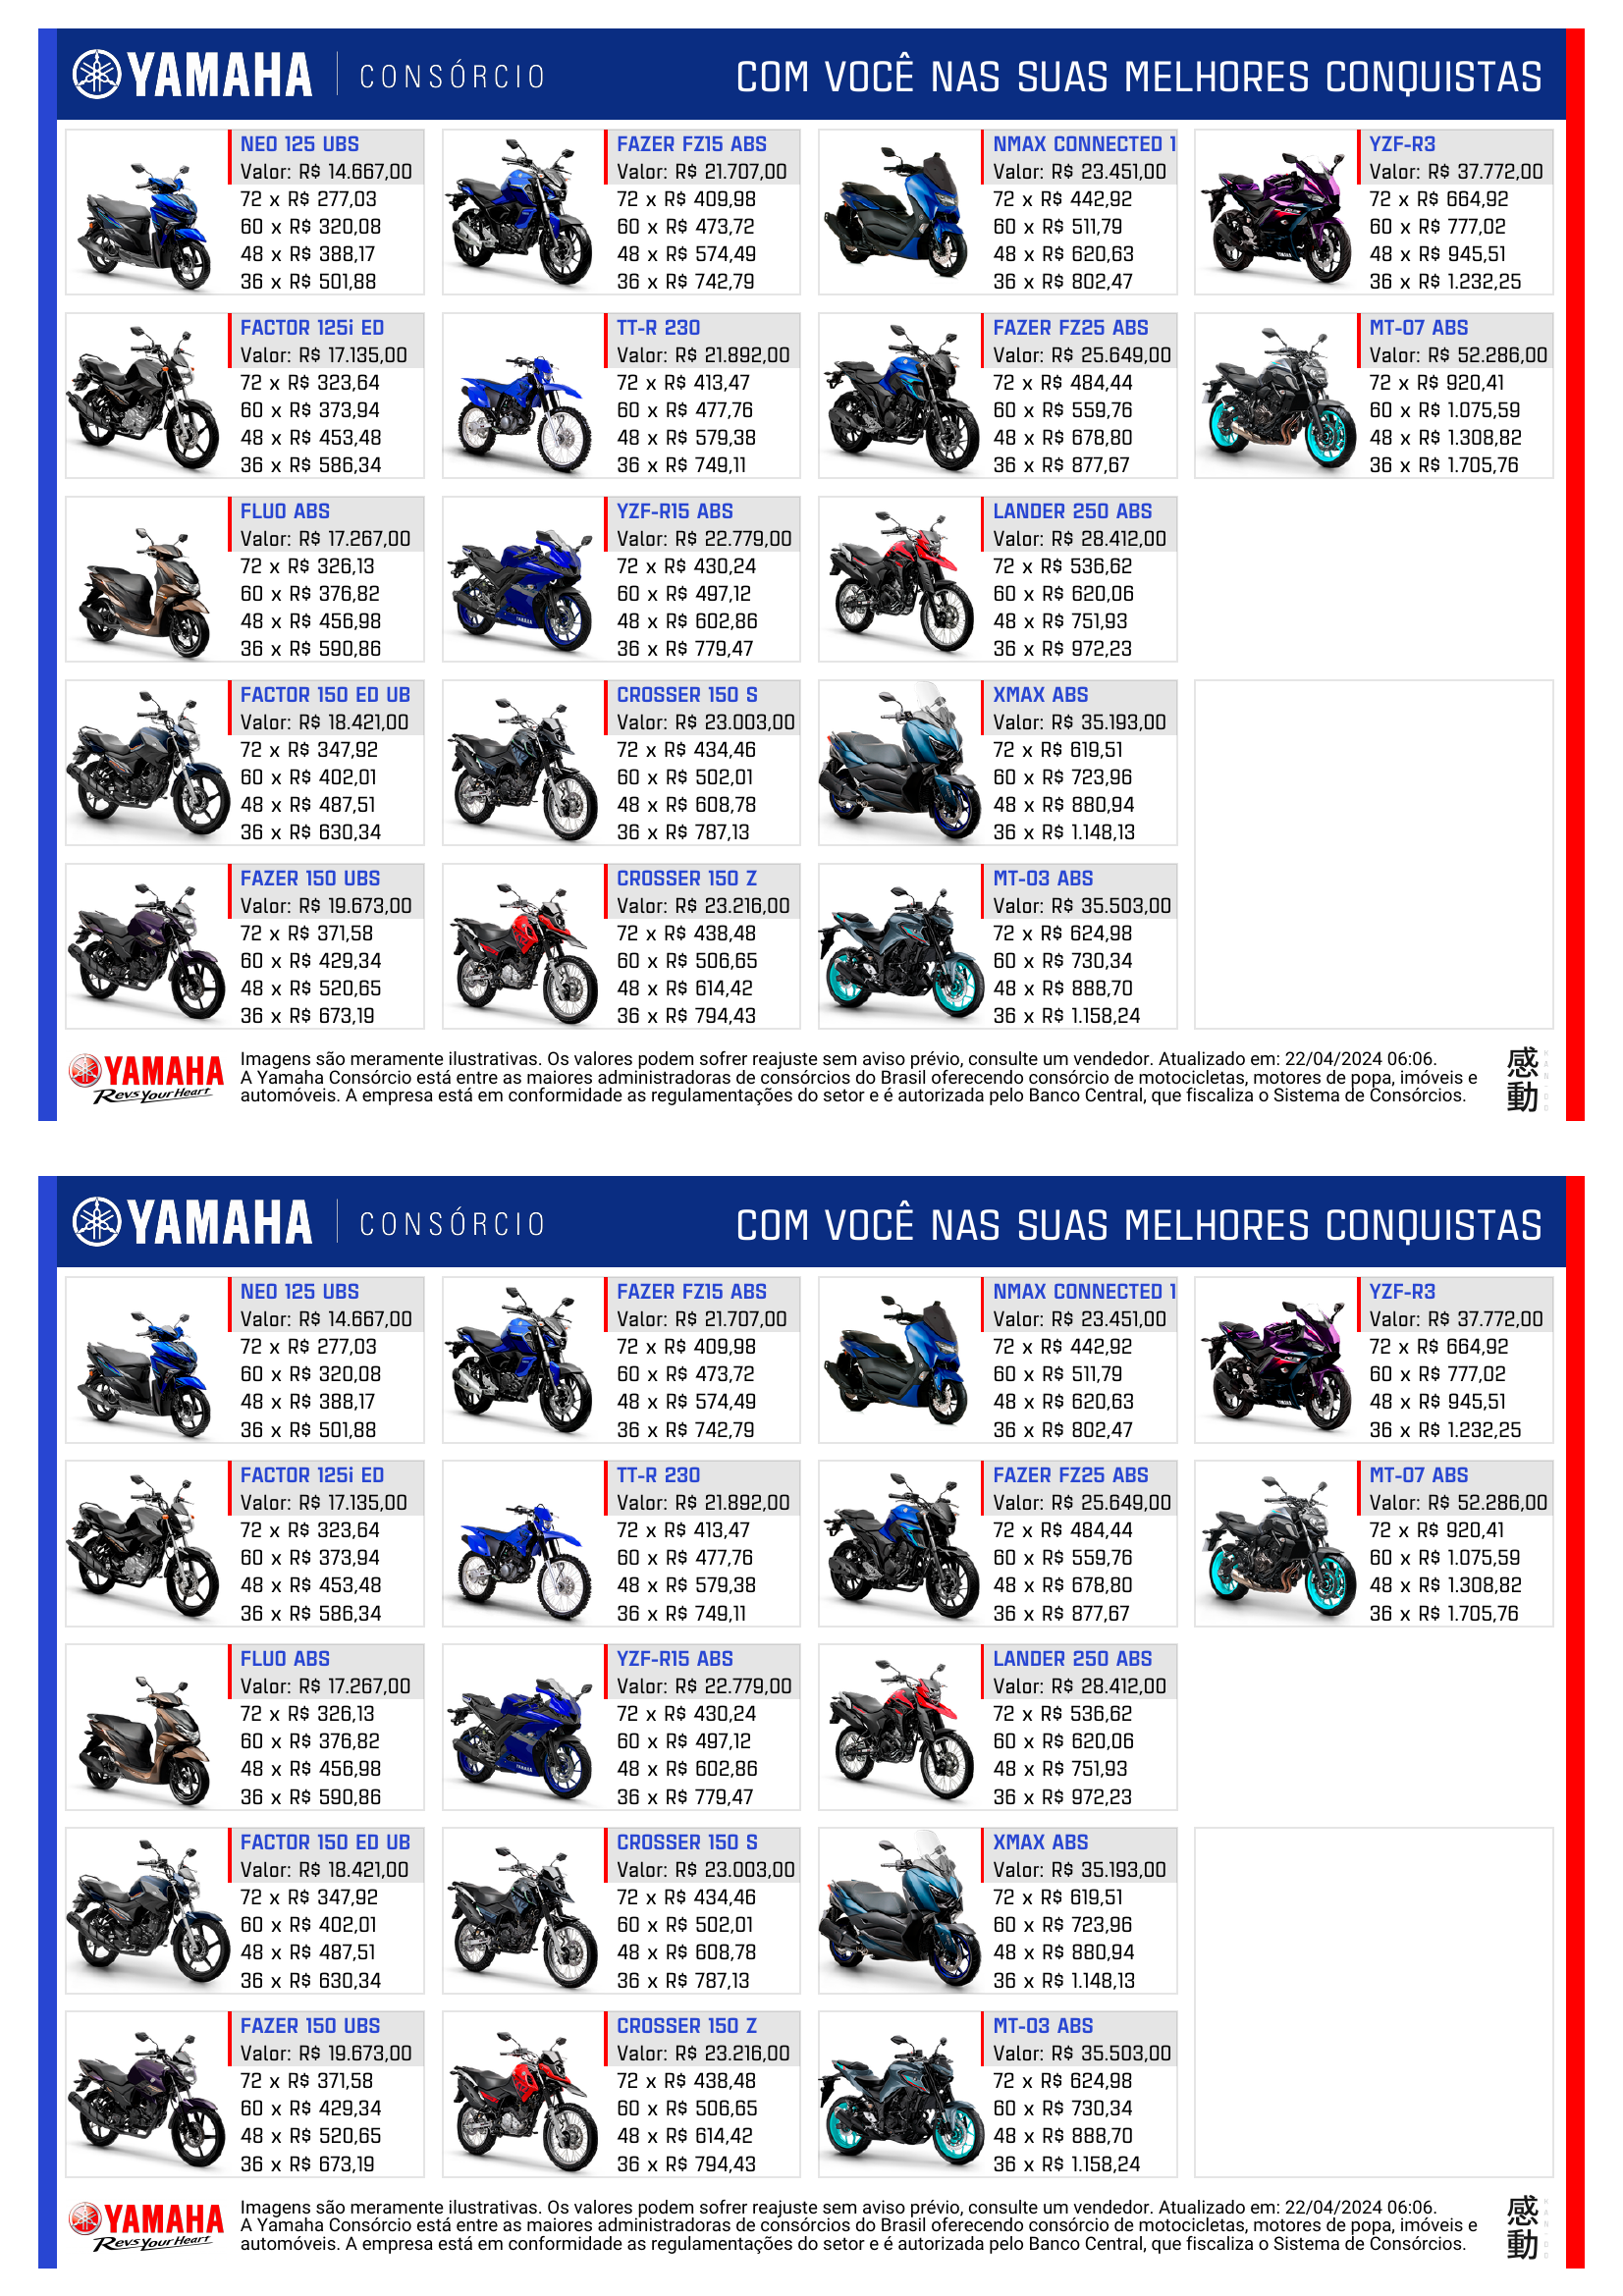 YAMAHA CONSÓRCIO COM VOCÊ NAS SUAS MELHORES CONQUISTAS
NEO 125 UBS
Valor: R$ 14.667,00
72 x R$ 277,03
60 x R$ 320,08
48 x R$ 388,17
36 x R$ 501,88
FAZER FZ15 ABS
Valor: R$ 21.707,00
72 x R$ 409,98
60 x R$ 473,72
48 x R$ 574,49
36 x R$ 742,79
NMAX CONNECTED 1
Valor: R$ 23.451,00
72 x R$ 442,92
60 x R$ 511,79
48 x R$ 620,63
36 x R$ 802,47
YZF-R3
Valor: R$ 37.772,00
72 x R$ 664,92
60 x R$ 777,02
48 x R$ 945,51
36 x R$ 1.232,25
FACTOR 125i ED
Valor: R$ 17.135,00
72 x R$ 323,64
60 x R$ 373,94
48 x R$ 453,48
36 x R$ 586,34
TT-R 230
Valor: R$ 21.892,00
72 x R$ 413,47
60 x R$ 477,76
48 x R$ 579,38
36 x R$ 749,11
FAZER FZ25 ABS
Valor: R$ 25.649,00
72 x R$ 484,44
60 x R$ 559,76
48 x R$ 678,80
36 x R$ 877,67
MT-07 ABS
Valor: R$ 52.286,00
72 x R$ 920,41
60 x R$ 1.075,59
48 x R$ 1.308,82
36 x R$ 1.705,76
FLUO ABS
Valor: R$ 17.267,00
72 x R$ 326,13
60 x R$ 376,82
48 x R$ 456,98
36 x R$ 590,86
YZF-R15 ABS
Valor: R$ 22.779,00
72 x R$ 430,24
60 x R$ 497,12
48 x R$ 602,86
36 x R$ 779,47
LANDER 250 ABS
Valor: R$ 28.412,00
72 x R$ 536,62
60 x R$ 620,06
48 x R$ 751,93
36 x R$ 972,23
FACTOR 150 ED UB
Valor: R$ 18.421,00
72 x R$ 347,92
60 x R$ 402,01
48 x R$ 487,51
36 x R$ 630,34
CROSSER 150 S
Valor: R$ 23.003,00
72 x R$ 434,46
60 x R$ 502,01
48 x R$ 608,78
36 x R$ 787,13
XMAX ABS
Valor: R$ 35.193,00
72 x R$ 619,51
60 x R$ 723,96
48 x R$ 880,94
36 x R$ 1.148,13
FAZER 150 UBS
Valor: R$ 19.673,00
72 x R$ 371,58
60 x R$ 429,34
48 x R$ 520,65
36 x R$ 673,19
CROSSER 150 Z
Valor: R$ 23.216,00
72 x R$ 438,48
60 x R$ 506,65
48 x R$ 614,42
36 x R$ 794,43
MT-03 ABS
Valor: R$ 35.503,00
72 x R$ 624,98
60 x R$ 730,34
48 x R$ 888,70
36 x R$ 1.158,24
YAMAHA
Revs Your Heart
Imagens são meramente ilustrativas. Os valores podem sofrer reajuste sem aviso prévio, consulte um vendedor. Atualizado em: 22/04/2024 06:06.
A Yamaha Consórcio está entre as maiores administradoras de consórcios do Brasil oferecendo consórcio de motocicletas, motores de popa, imóveis e
automóveis. A empresa está em conformidade as regulamentações do setor e é autorizada pelo Banco Central, que fiscaliza o Sistema de Consórcios.
感動
YAMAHA CONSÓRCIO COM VOCÊ NAS SUAS MELHORES CONQUISTAS
NEO 125 UBS
Valor: R$ 14.667,00
72 x R$ 277,03
60 x R$ 320,08
48 x R$ 388,17
36 x R$ 501,88
FAZER FZ15 ABS
Valor: R$ 21.707,00
72 x R$ 409,98
60 x R$ 473,72
48 x R$ 574,49
36 x R$ 742,79
NMAX CONNECTED 1
Valor: R$ 23.451,00
72 x R$ 442,92
60 x R$ 511,79
48 x R$ 620,63
36 x R$ 802,47
YZF-R3
Valor: R$ 37.772,00
72 x R$ 664,92
60 x R$ 777,02
48 x R$ 945,51
36 x R$ 1.232,25
FACTOR 125i ED
Valor: R$ 17.135,00
72 x R$ 323,64
60 x R$ 373,94
48 x R$ 453,48
36 x R$ 586,34
TT-R 230
Valor: R$ 21.892,00
72 x R$ 413,47
60 x R$ 477,76
48 x R$ 579,38
36 x R$ 749,11
FAZER FZ25 ABS
Valor: R$ 25.649,00
72 x R$ 484,44
60 x R$ 559,76
48 x R$ 678,80
36 x R$ 877,67
MT-07 ABS
Valor: R$ 52.286,00
72 x R$ 920,41
60 x R$ 1.075,59
48 x R$ 1.308,82
36 x R$ 1.705,76
FLUO ABS
Valor: R$ 17.267,00
72 x R$ 326,13
60 x R$ 376,82
48 x R$ 456,98
36 x R$ 590,86
YZF-R15 ABS
Valor: R$ 22.779,00
72 x R$ 430,24
60 x R$ 497,12
48 x R$ 602,86
36 x R$ 779,47
LANDER 250 ABS
Valor: R$ 28.412,00
72 x R$ 536,62
60 x R$ 620,06
48 x R$ 751,93
36 x R$ 972,23
FACTOR 150 ED UB
Valor: R$ 18.421,00
72 x R$ 347,92
60 x R$ 402,01
48 x R$ 487,51
36 x R$ 630,34
CROSSER 150 S
Valor: R$ 23.003,00
72 x R$ 434,46
60 x R$ 502,01
48 x R$ 608,78
36 x R$ 787,13
XMAX ABS
Valor: R$ 35.193,00
72 x R$ 619,51
60 x R$ 723,96
48 x R$ 880,94
36 x R$ 1.148,13
FAZER 150 UBS
Valor: R$ 19.673,00
72 x R$ 371,58
60 x R$ 429,34
48 x R$ 520,65
36 x R$ 673,19
CROSSER 150 Z
Valor: R$ 23.216,00
72 x R$ 438,48
60 x R$ 506,65
48 x R$ 614,42
36 x R$ 794,43
MT-03 ABS
Valor: R$ 35.503,00
72 x R$ 624,98
60 x R$ 730,34
48 x R$ 888,70
36 x R$ 1.158,24
YAMAHA
Revs Your Heart
Imagens são meramente ilustrativas. Os valores podem sofrer reajuste sem aviso prévio, consulte um vendedor. Atualizado em: 22/04/2024 06:06.
A Yamaha Consórcio está entre as maiores administradoras de consórcios do Brasil oferecendo consórcio de motocicletas, motores de popa, imóveis e
automóveis. A empresa está em conformidade as regulamentações do setor e é autorizada pelo Banco Central, que fiscaliza o Sistema de Consórcios.
感動